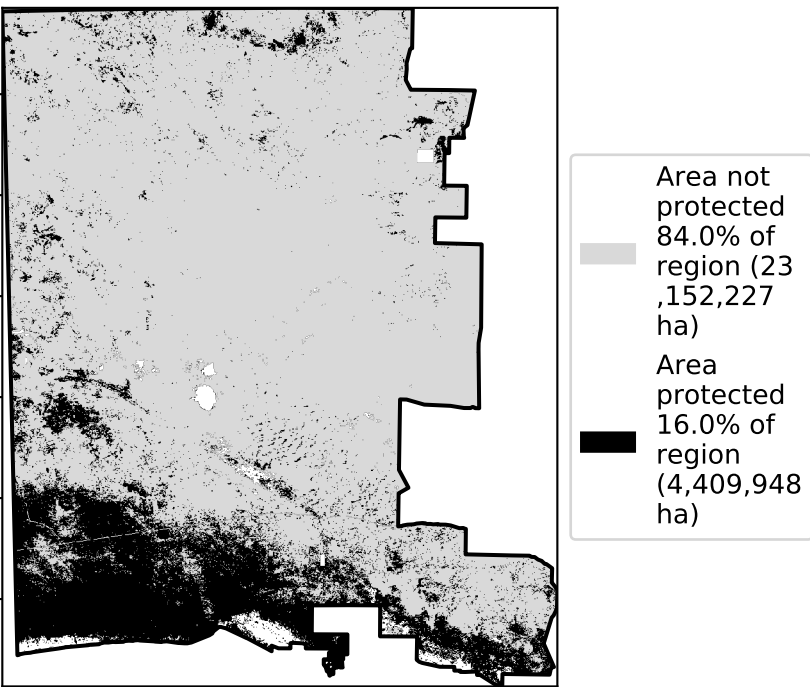 Area not
protected
84.0% of
region (23
,152,227
ha)
Area
protected
16.0% of
region
(4,409,948
ha)